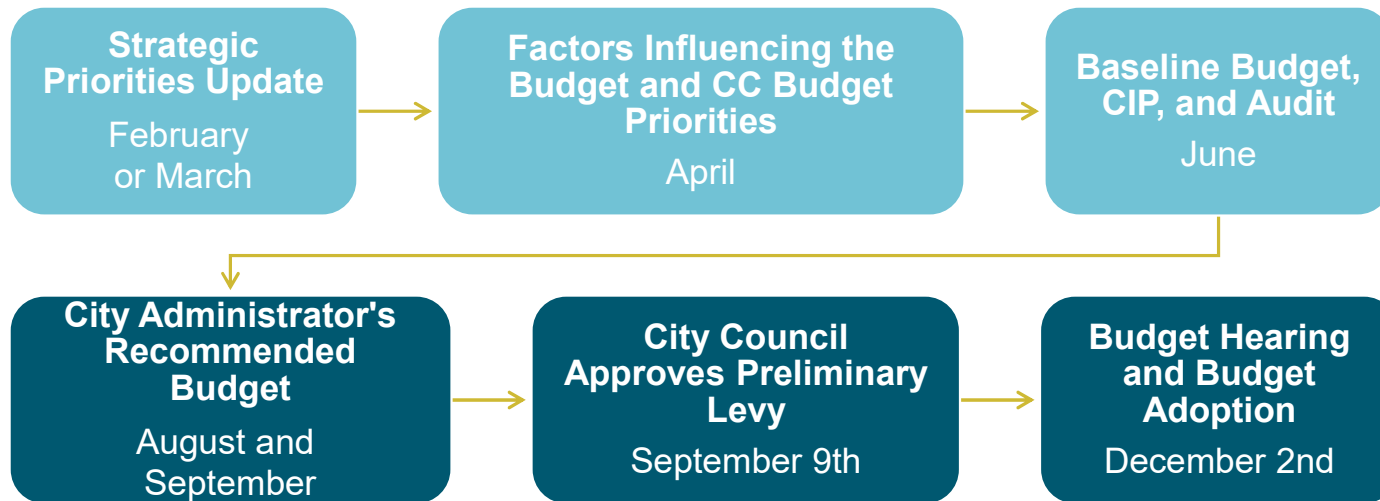 Strategic
Priorities Update
February
or March
Factors Influencing the
Budget and CC Budget
Priorities
April
Baseline Budget,
CIP, and Audit
June
City Administrator's
Recommended
Budget
August and
September
City Council
Approves Preliminary
Levy
September 9th
Budget Hearing
and Budget
Adoption
December 2nd